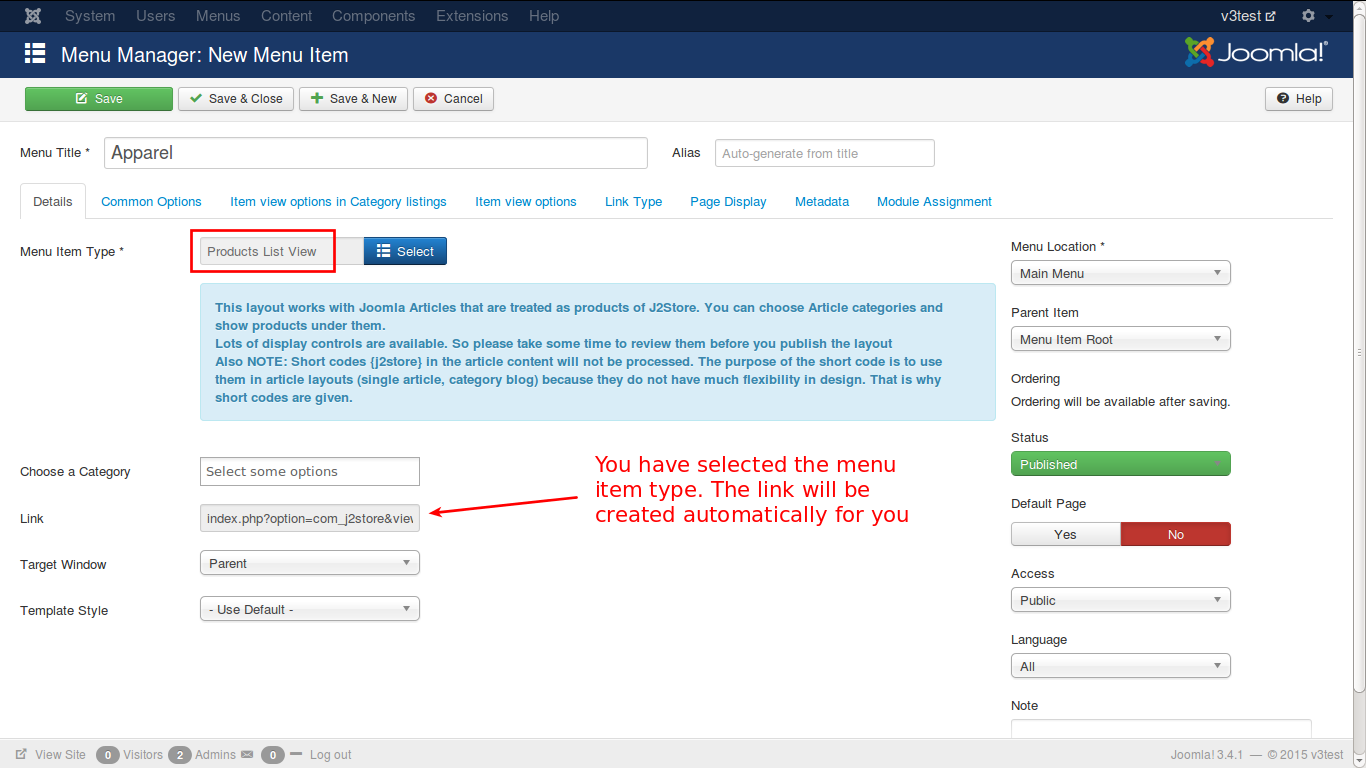 System Users Menus Content Components Extensions Help v3test
Menu Manager: New Menu Item Joomla!®
Save Save & Close Save & New Cancel Help
Menu Title * Apparel Alias Auto-generate from title
Details Common Options Item view options in Category listings Item view options Link Type Page Display Metadata Module Assignment
Menu Item Type * Products List View Select
This layout works with Joomla Articles that are treated as products of J2Store. You can choose Article categories and
show products under them.
Lots of display controls are available. So please take some time to review them before you publish the layout
Also NOTE: Short codes {j2store} in the article content will not be processed. The purpose of the short code is to use
them in article layouts (single article, category blog) because they do not have much flexibility in design. That is why
short codes are given.
Choose a Category Select some options
Link index.php?option=com_j2store&view
Target Window Parent
Template Style - Use Default -
You have selected the menu
item type. The link will be
created automatically for you
Menu Location *
Main Menu
Parent Item
Menu Item Root
Ordering
Ordering will be available after saving.
Status
Published
Default Page
Yes No
Access
Public
Language
All
Note
View Site 0 Visitors 2 Admins 0 Log out Joomla! 3.4.1 — © 2015 v3test